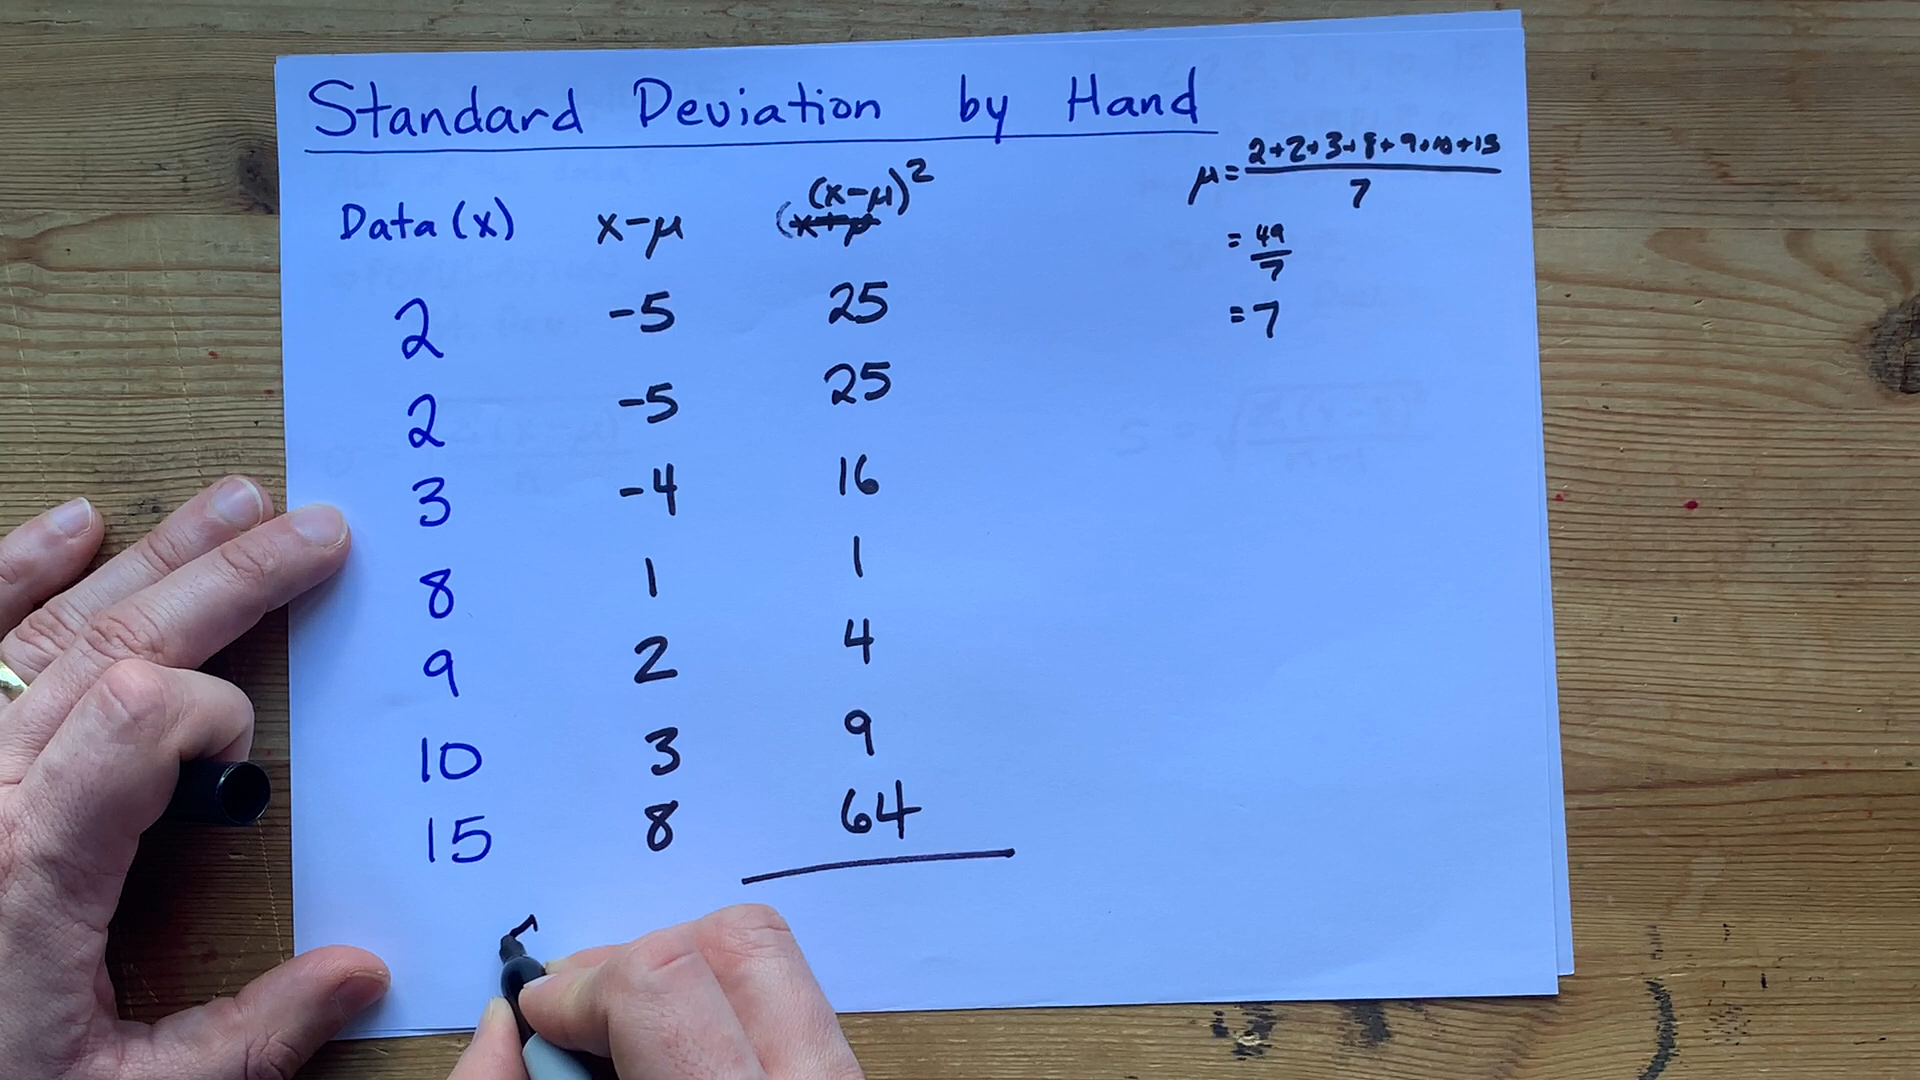 Standard Deviation by Hand
μ = 2+2+3+8+9+10+15
7
= 49
7
= 7
Data (x) x-μ (x-μ)²
2 -5 25
2 -5 25
3 -4 16
8 1 1
9 2 4
10 3 9
15 8 64